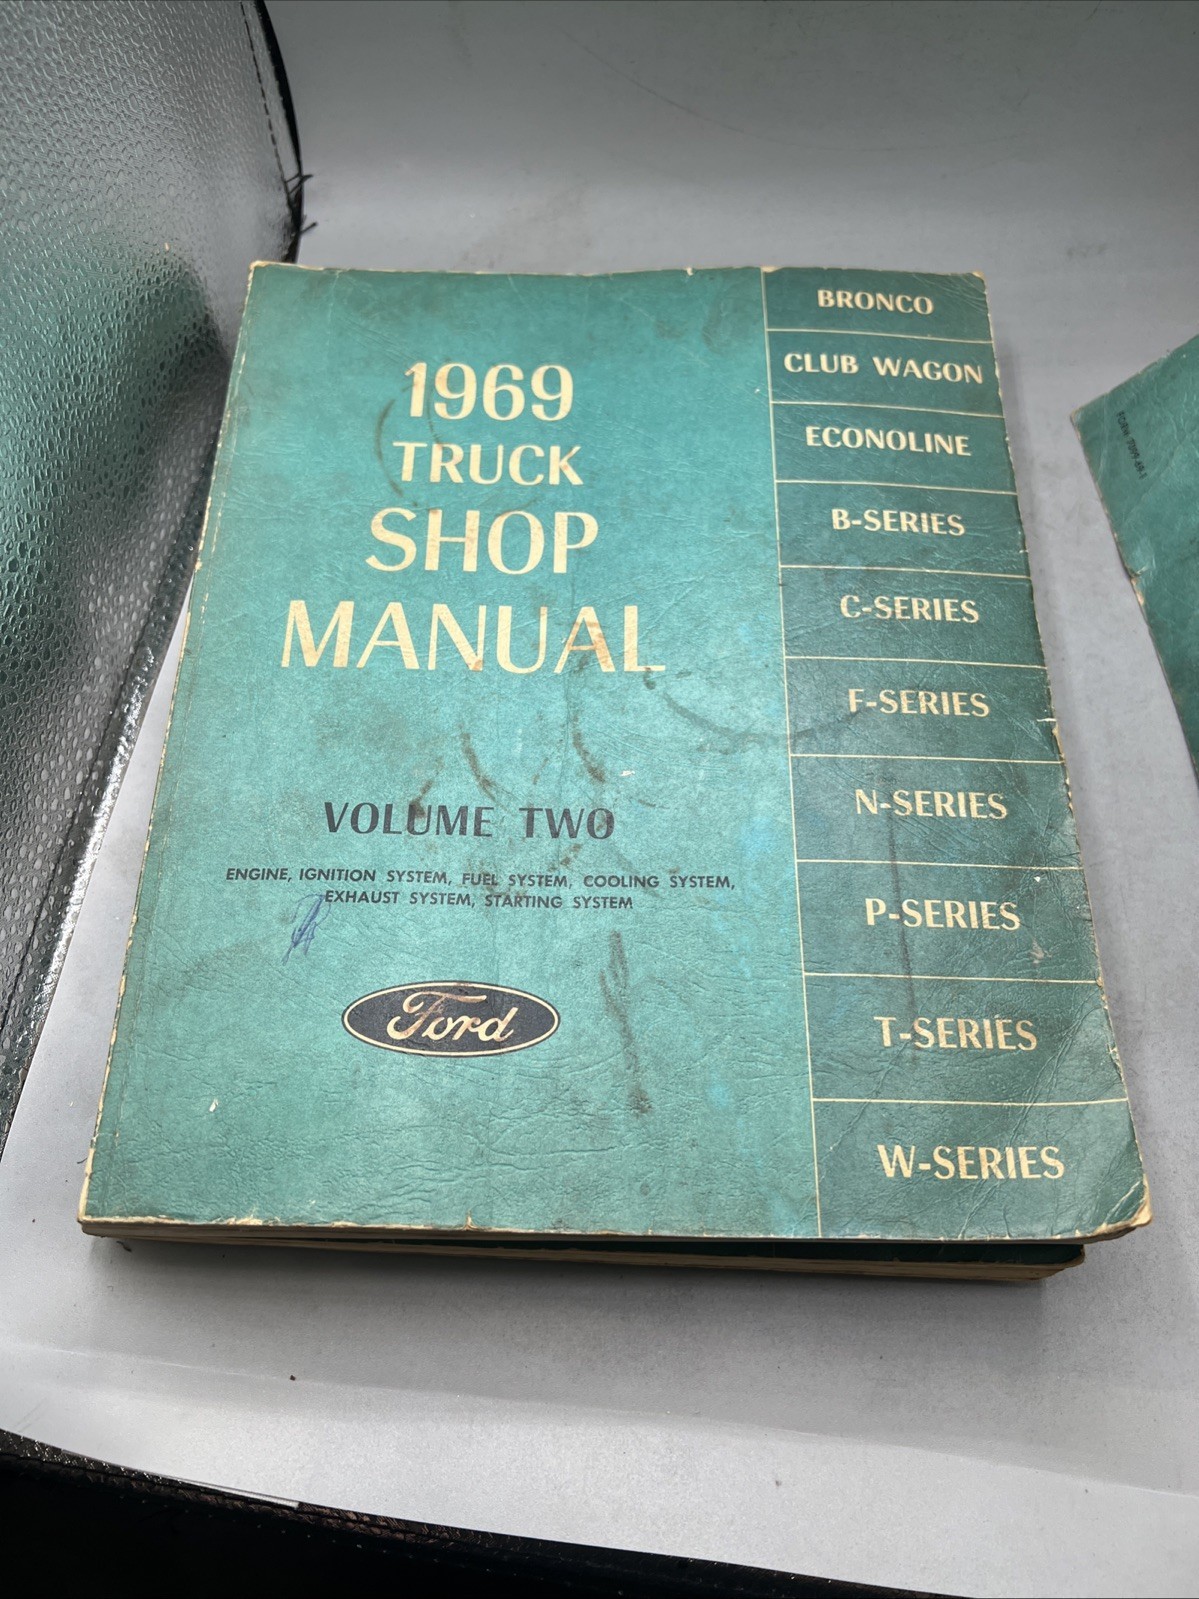 1969
TRUCK
SHOP
MANUAL
VOLUME TWO
ENGINE, IGNITION SYSTEM, FUEL SYSTEM, COOLING SYSTEM,
EXHAUST SYSTEM, STARTING SYSTEM
Ford
BRONCO
CLUB WAGON
ECONOLINE
B-SERIES
C-SERIES
F-SERIES
N-SERIES
P-SERIES
T-SERIES
W-SERIES
FORM